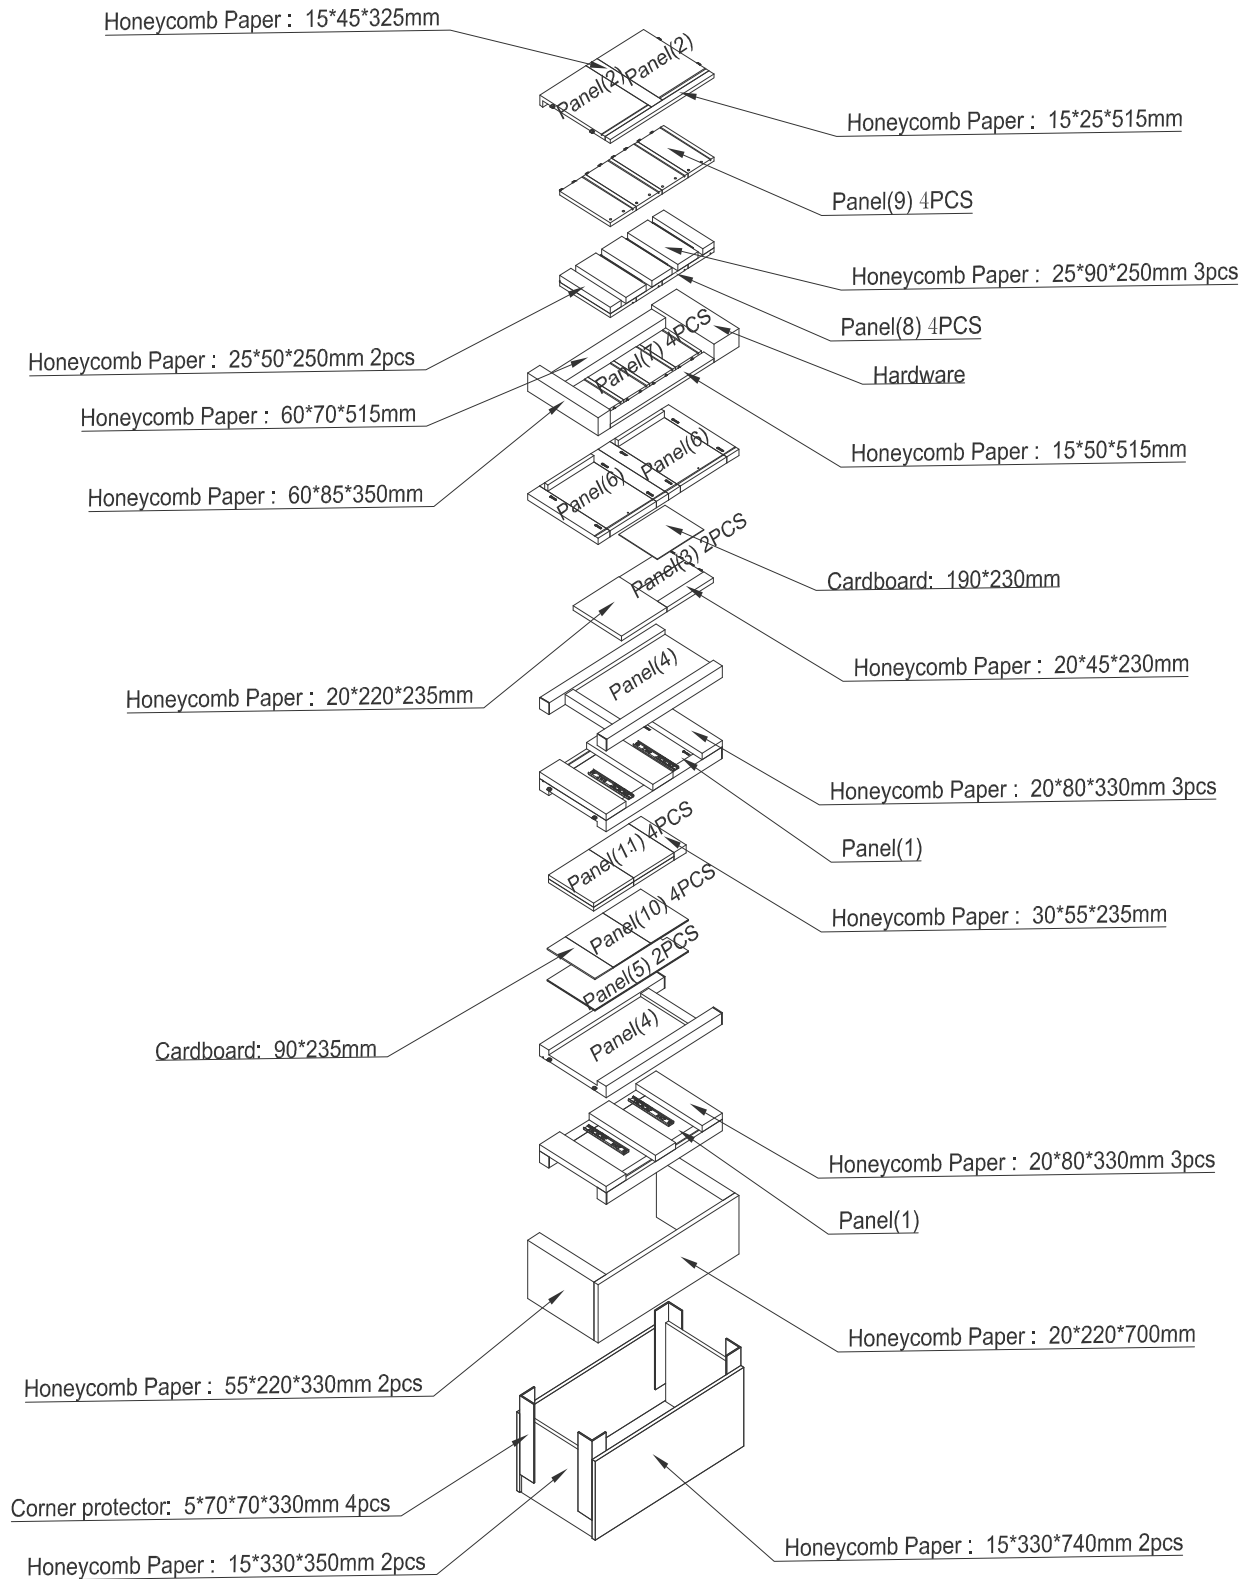 Honeycomb Paper : 15*45*325mm
Panel(2)
Panel(2)
Honeycomb Paper : 15*25*515mm
Panel(9) 4PCS
Honeycomb Paper : 25*90*250mm 3pcs
Panel(8) 4PCS
Honeycomb Paper : 25*50*250mm 2pcs
Panel(7) 4PCS
Hardware
Honeycomb Paper : 60*70*515mm
Honeycomb Paper : 15*50*515mm
Panel(6)
Panel(6)
Honeycomb Paper : 60*85*350mm
Panel(3) 2PCS
Cardboard: 190*230mm
Honeycomb Paper : 20*45*230mm
Panel(4)
Honeycomb Paper : 20*220*235mm
Honeycomb Paper : 20*80*330mm 3pcs
Panel(1)
Panel(11) 4PCS
Honeycomb Paper : 30*55*235mm
Panel(10) 4PCS
Panel(5) 2PCS
Panel(4)
Cardboard: 90*235mm
Honeycomb Paper : 20*80*330mm 3pcs
Panel(1)
Honeycomb Paper : 20*220*700mm
Honeycomb Paper : 55*220*330mm 2pcs
Corner protector: 5*70*70*330mm 4pcs
Honeycomb Paper : 15*330*740mm 2pcs
Honeycomb Paper : 15*330*350mm 2pcs